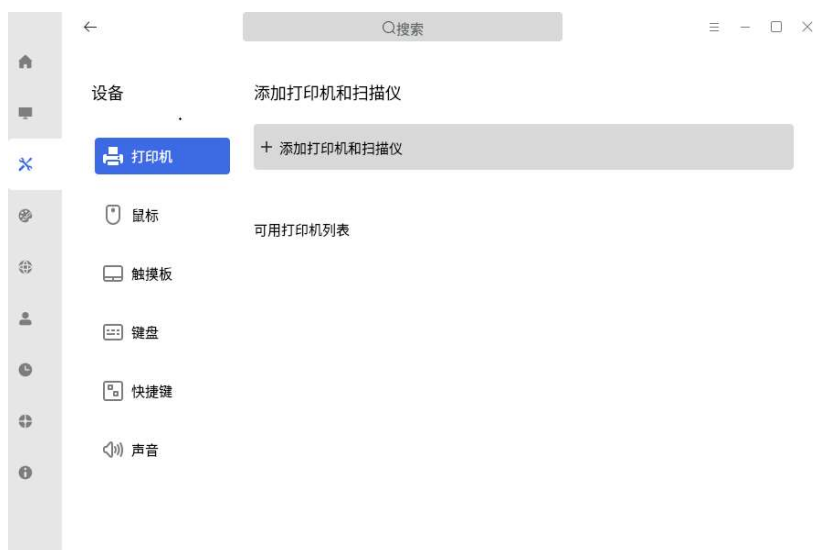 搜索
设备
添加打印机和扫描仪
打印机
添加打印机和扫描仪
鼠标
可用打印机列表
触摸板
键盘
快捷键
声音